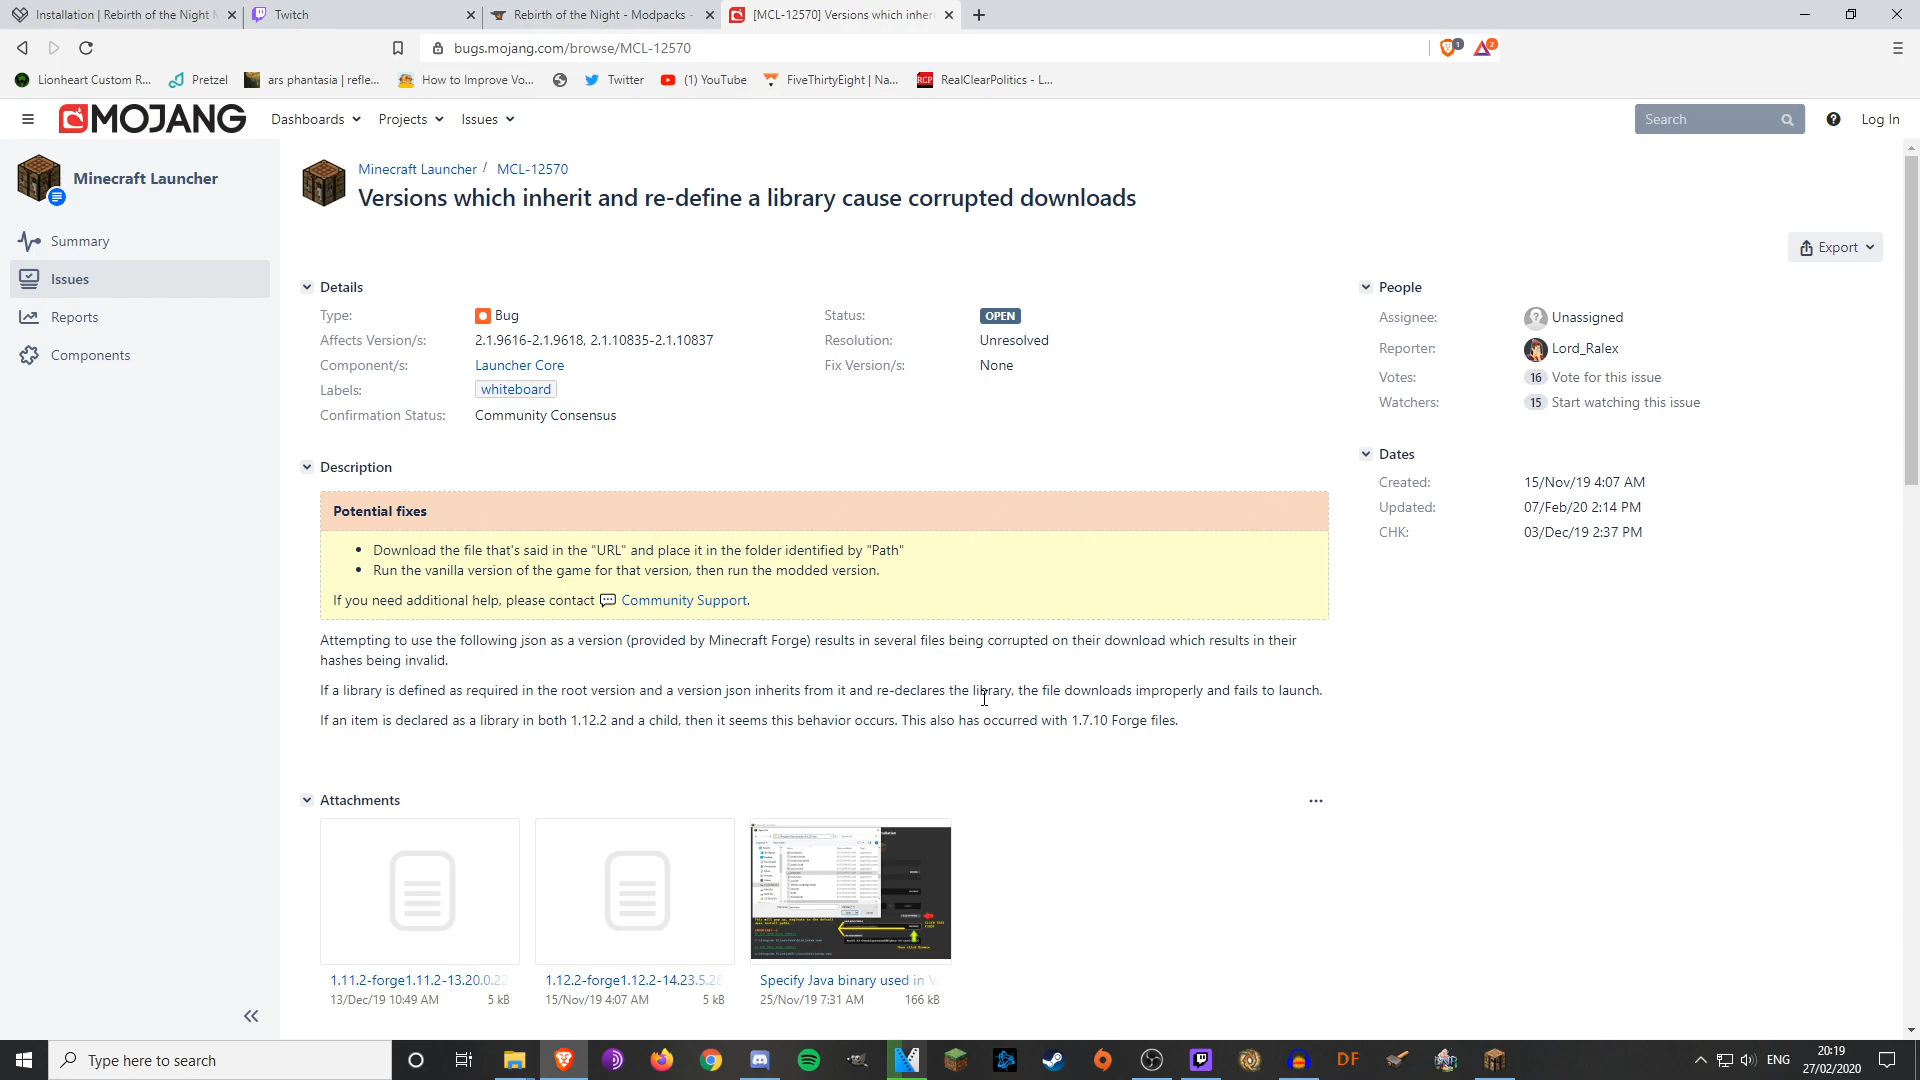 Installation | Rebirth of the Night
Twitch
Rebirth of the Night - Modpacks -
[MCL-12570] Versions which inheri
bugs.mojang.com/browse/MCL-12570
1
2
Lionheart Custom R...
Pretzel
ars phantasia | refle...
How to Improve Vo...
Twitter
(1) YouTube
FiveThirtyEight | Na...
RCP
RealClearPolitics - L...
MOJANG
Dashboards
Projects
Issues
Search
Log In
Minecraft Launcher
Summary
Issues
Reports
Components
Minecraft Launcher / MCL-12570
Versions which inherit and re-define a library cause corrupted downloads
Export
Details
Type: Bug
Status: OPEN
Affects Version/s: 2.1.9616-2.1.9618, 2.1.10835-2.1.10837
Resolution: Unresolved
Component/s: Launcher Core
Fix Version/s: None
Labels: whiteboard
Confirmation Status: Community Consensus
People
Assignee: Unassigned
Reporter: Lord_Ralex
Votes: 16 Vote for this issue
Watchers: 15 Start watching this issue
Dates
Created: 15/Nov/19 4:07 AM
Updated: 07/Feb/20 2:14 PM
CHK: 03/Dec/19 2:37 PM
Description
Potential fixes
• Download the file that's said in the "URL" and place it in the folder identified by "Path"
• Run the vanilla version of the game for that version, then run the modded version.
If you need additional help, please contact Community Support.
Attempting to use the following json as a version (provided by Minecraft Forge) results in several files being corrupted on their download which results in their
hashes being invalid.
If a library is defined as required in the root version and a version json inherits from it and re-declares the library, the file downloads improperly and fails to launch.
If an item is declared as a library in both 1.12.2 and a child, then it seems this behavior occurs. This also has occurred with 1.7.10 Forge files.
Attachments
1.11.2-forge1.11.2-13.20.0.22
13/Dec/19 10:49 AM 5 kB
1.12.2-forge1.12.2-14.23.5.28
15/Nov/19 4:07 AM 5 kB
Specify Java binary used in V
25/Nov/19 7:31 AM 166 kB
Type here to search
DF
ENG
20:19
27/02/2020